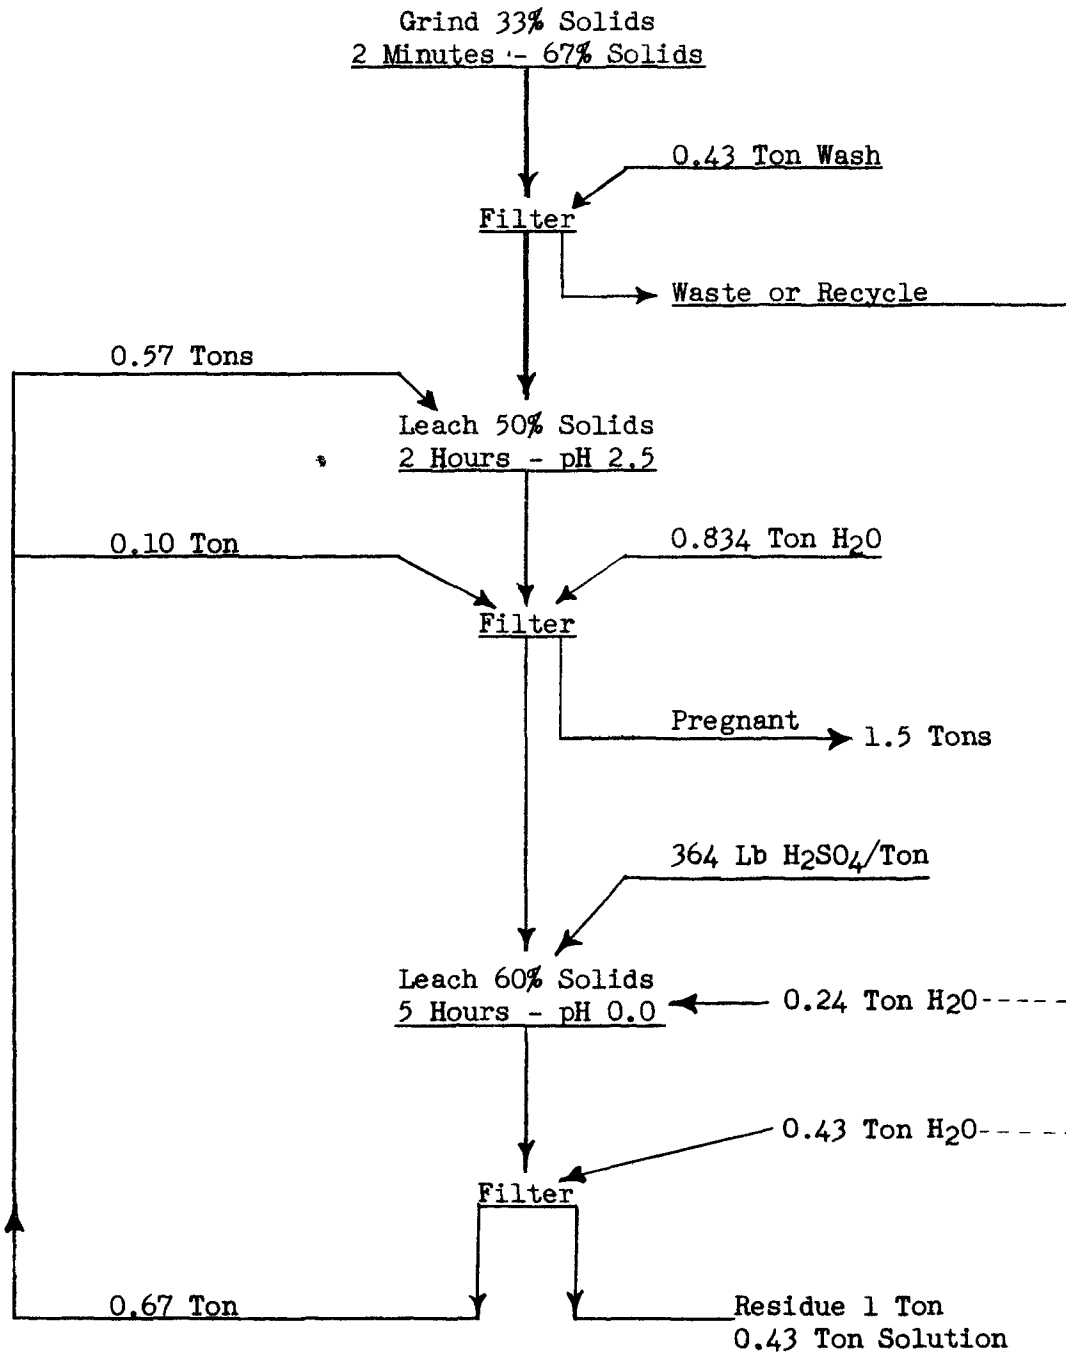 Grind 33% Solids
2 Minutes - 67% Solids
0.43 Ton Wash
Filter
Waste or Recycle
0.57 Tons
Leach 50% Solids
2 Hours - pH 2.5
0.10 Ton
0.834 Ton H2O
Filter
Pregnant
1.5 Tons
364 Lb H2SO4/Ton
Leach 60% Solids
5 Hours - pH 0.0
0.24 Ton H2O-----
0.43 Ton H2O-----
Filter
0.67 Ton
Residue 1 Ton
0.43 Ton Solution